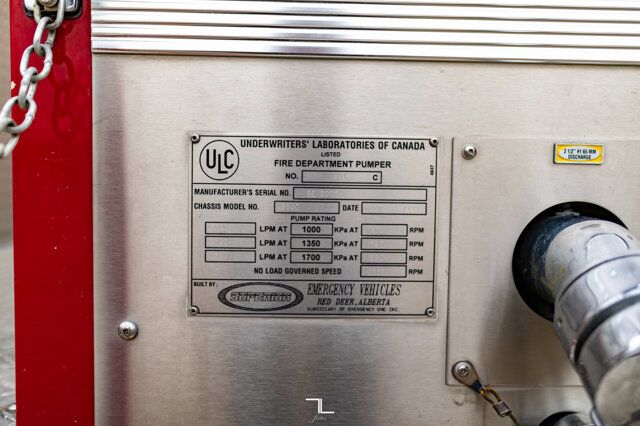 2 1/2" #1 65 MM
DISCHARGE
ULC
UNDERWRITERS' LABORATORIES OF CANADA
LISTED
FIRE DEPARTMENT PUMPER
NO. C
MANUFACTURER'S SERIAL NO.
CHASSIS MODEL NO. DATE
PUMP RATING
LPM AT 1000 KPa AT RPM
LPM AT 1350 KPa AT RPM
LPM AT 1700 KPa AT RPM
NO LOAD GOVERNED SPEED RPM
BUILT BY:
SUPERIOR
EMERGENCY VEHICLES
RED DEER, ALBERTA
SUBSIDIARY OF EMERGENCY ONE INC.
foto